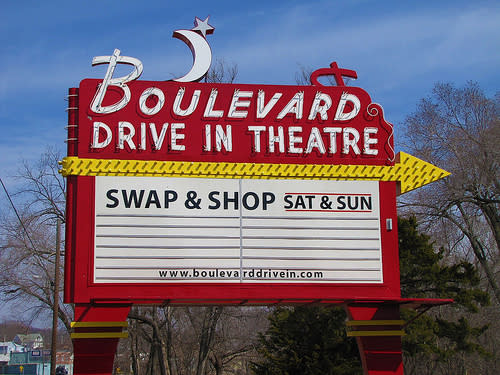 BOULEVARD
DRIVE IN THEATRE
SWAP & SHOP SAT & SUN
www.boulevarddrivein.com